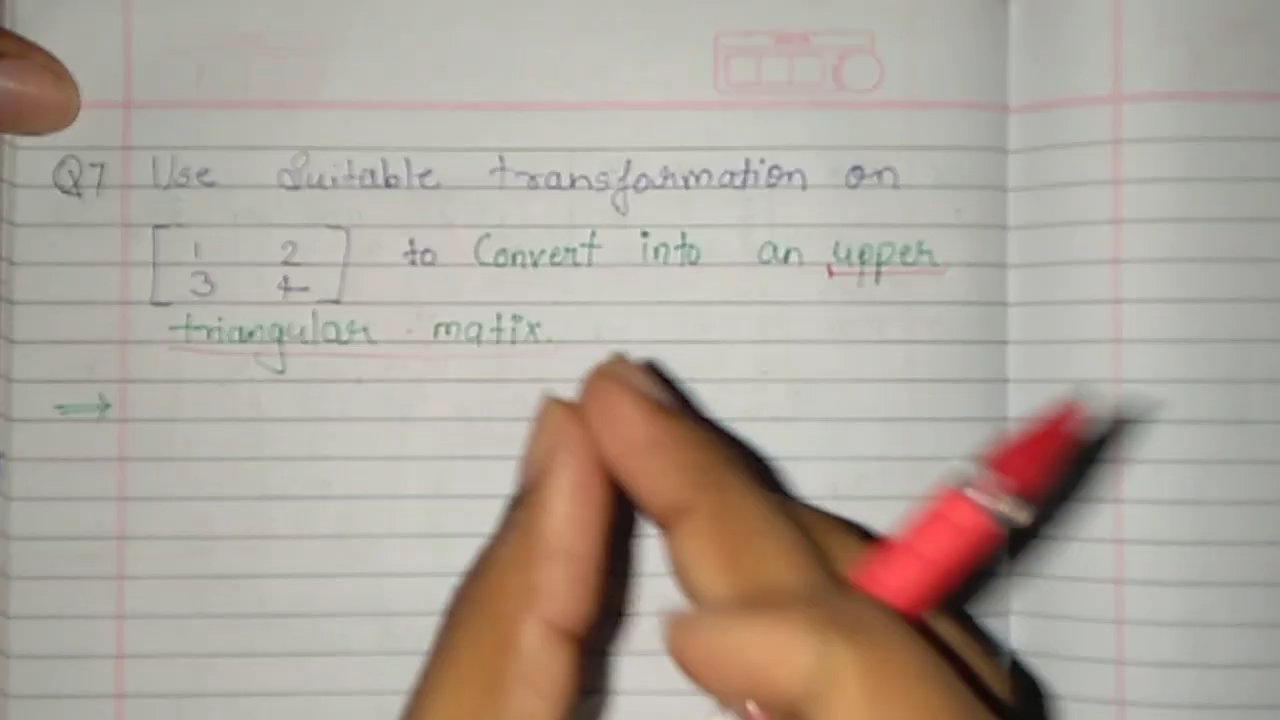 Q7 Use Suitable transformation on
[ 1 2
3 4 ] to Convert into an upper
triangular matix.
→